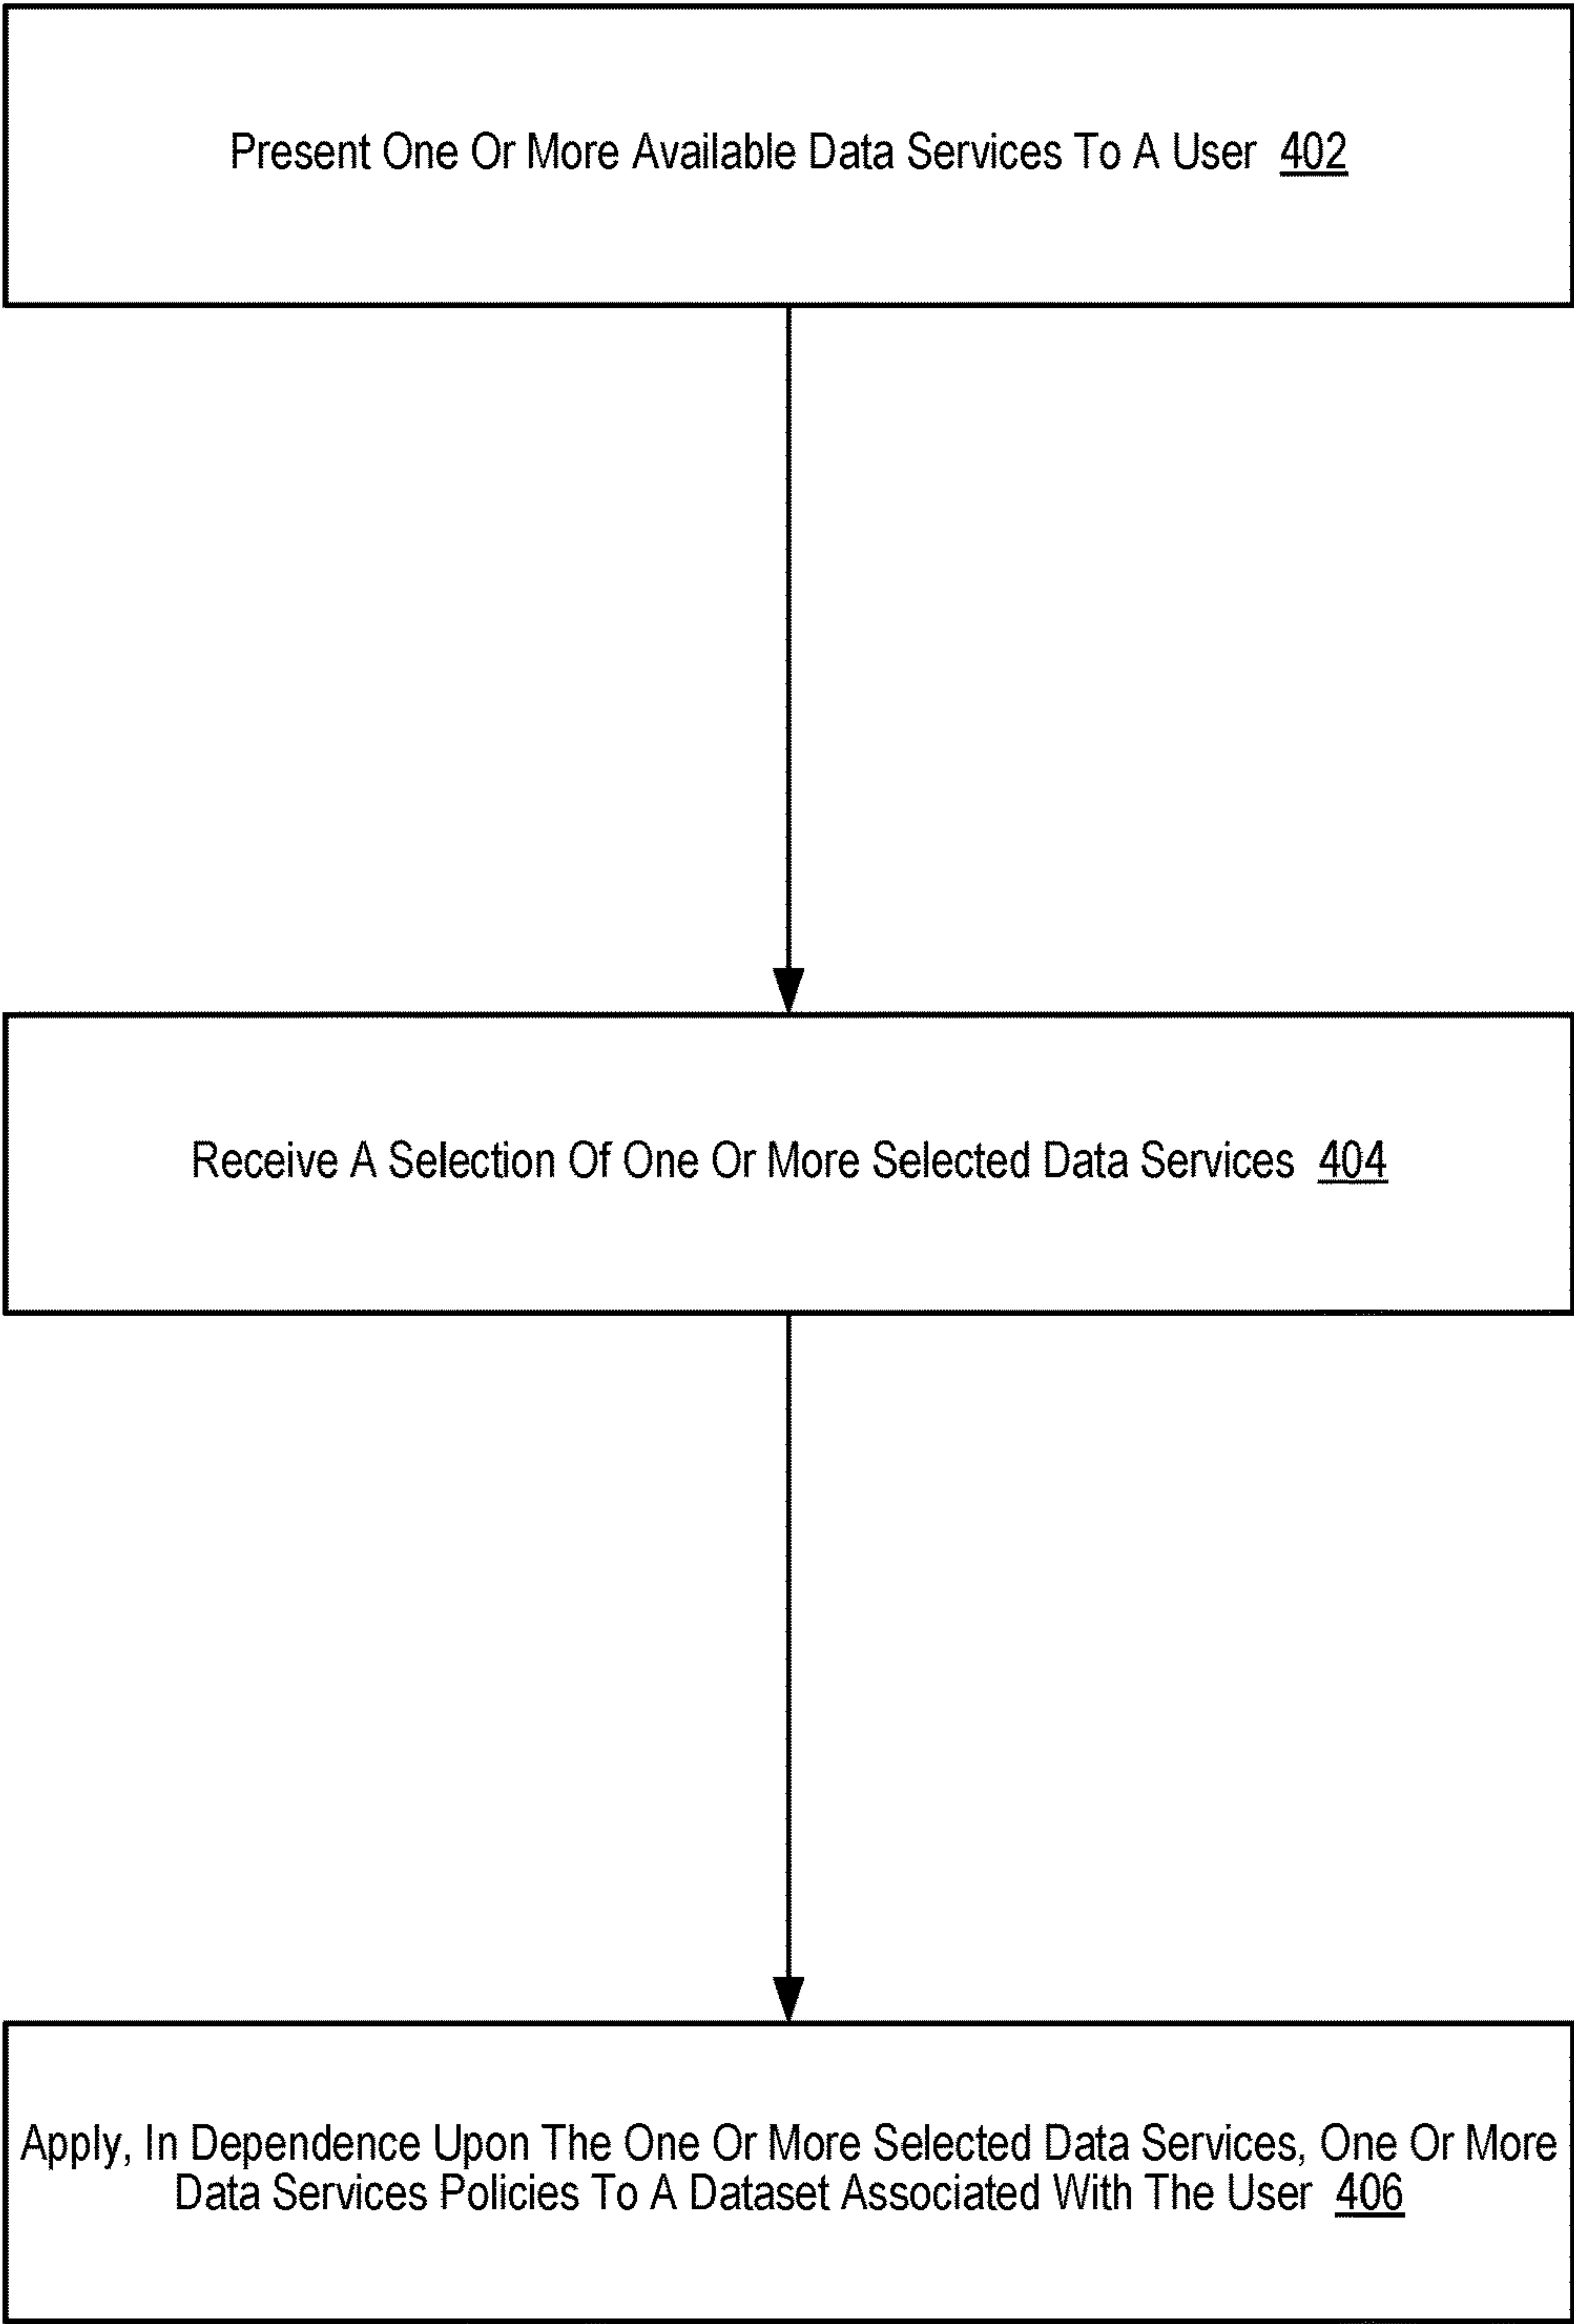 Present One Or More Available Data Services To A User 402
Receive A Selection Of One Or More Selected Data Services 404
Apply, In Dependence Upon The One Or More Selected Data Services, One Or More
Data Services Policies To A Dataset Associated With The User 406